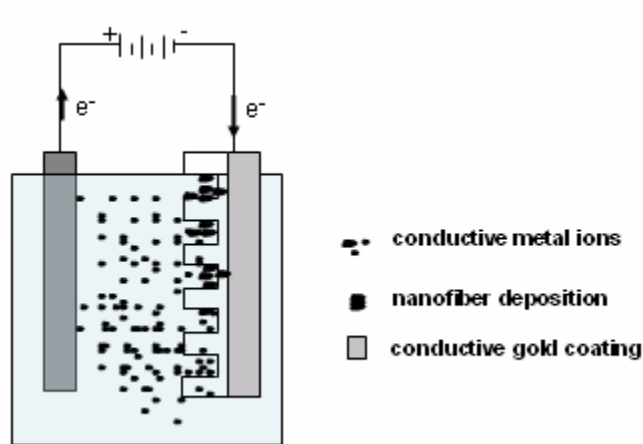 + -
e- e-
conductive metal ions
nanofiber deposition
conductive gold coating